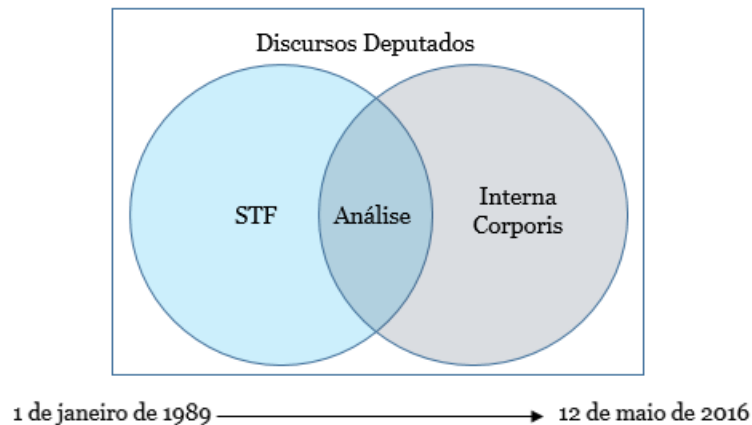 Discursos Deputados
STF
Análise
Interna
Corporis
1 de janeiro de 1989
12 de maio de 2016